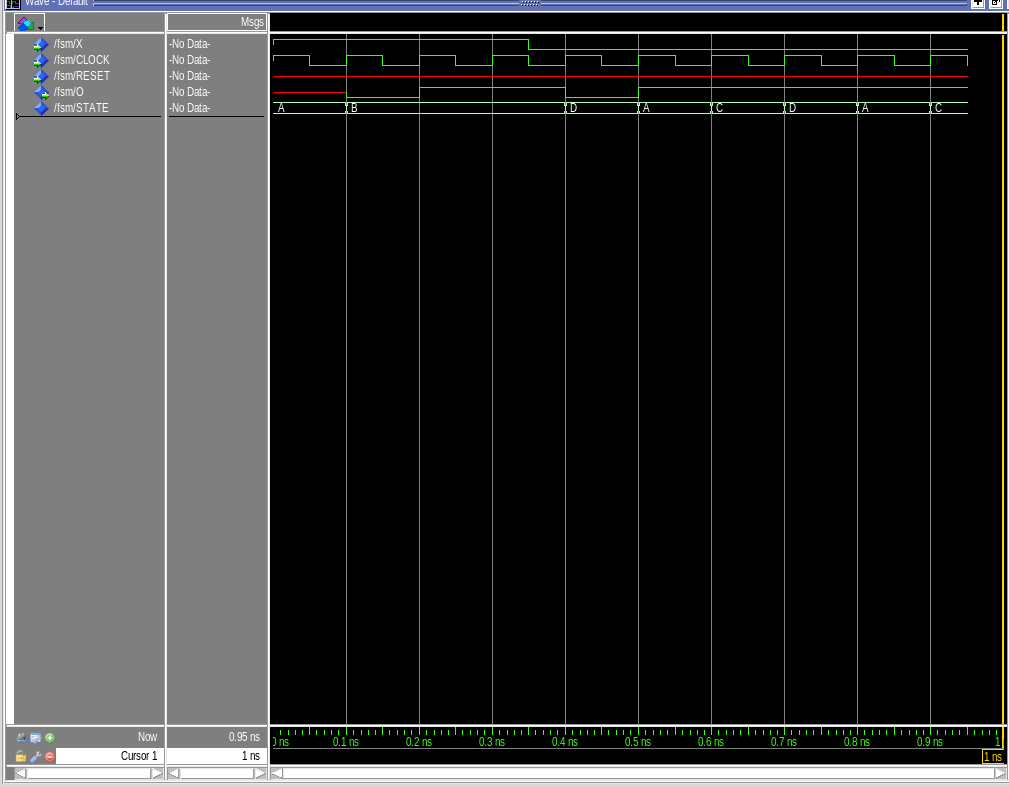 Wave - Default
Msgs
/fsm/X -No Data-
/fsm/CLOCK -No Data-
/fsm/RESET -No Data-
/fsm/O -No Data-
/fsm/STATE -No Data- A B D A C D A C
Now 0.95 ns 0 ns 0.1 ns 0.2 ns 0.3 ns 0.4 ns 0.5 ns 0.6 ns 0.7 ns 0.8 ns 0.9 ns 1
Cursor 1 1 ns 1 ns